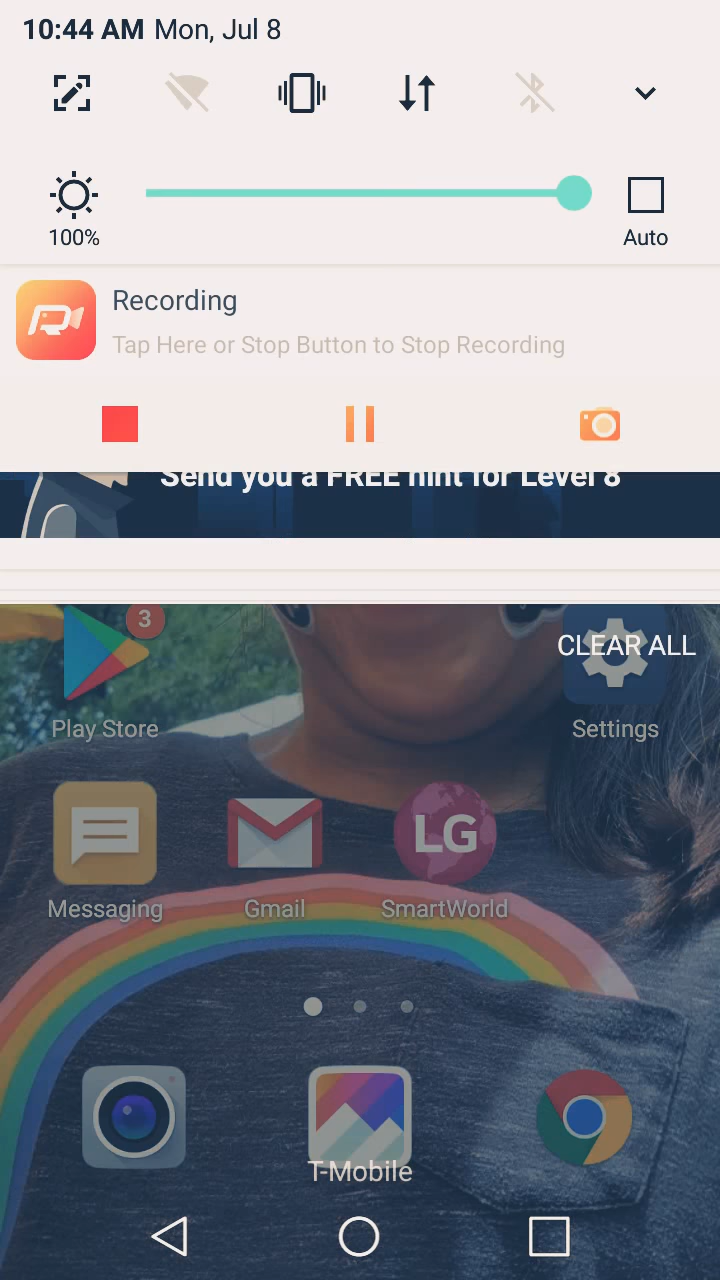 10:44 AM Mon, Jul 8
100%
Auto
Recording
Tap Here or Stop Button to Stop Recording
Send you a FREE hint for Level 8
3
CLEAR ALL
Play Store
Settings
LG
Messaging
Gmail
SmartWorld
T-Mobile